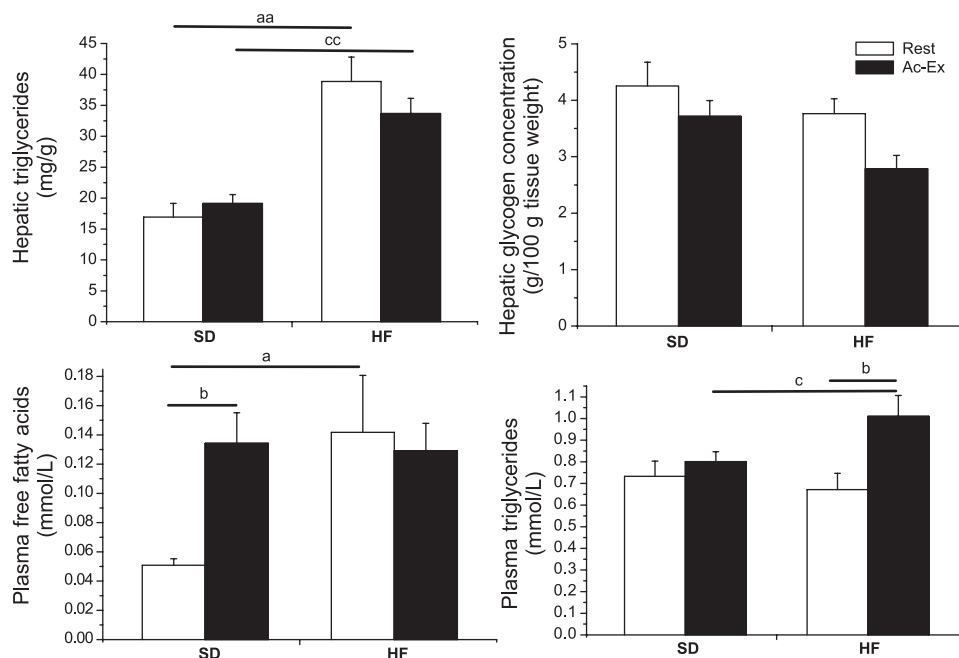 aa
cc
45
40
35
30
25
20
15
10
5
0
Hepatic triglycerides
(mg/g)
SD
HF
5
4
3
2
1
0
Hepatic glycogen concentration
(g/100 g tissue weight)
Rest
Ac-Ex
SD
HF
a
b
0.18
0.16
0.14
0.12
0.10
0.08
0.06
0.04
0.02
0.00
Plasma free fatty acids
(mmol/L)
SD
HF
b
c
1.1
1.0
0.9
0.8
0.7
0.6
0.5
0.4
0.3
0.2
0.1
0.0
Plasma triglycerides
(mmol/L)
SD
HF